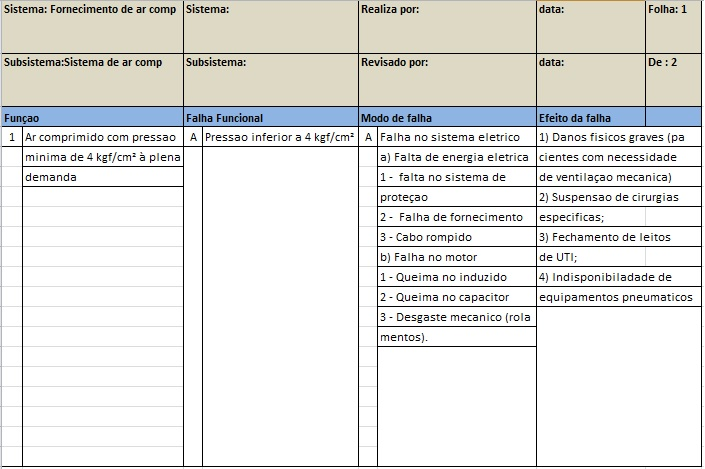 Sistema: Fornecimento de ar comp Sistema: Realiza por: data: Folha: 1
Subsistema:Sistema de ar comp Subsistema: Revisado por: data: De : 2
Funçao Falha Funcional Modo de falha Efeito da falha
1 Ar comprimido com pressao A Pressao inferior a 4 kgf/cm² A Falha no sistema eletrico 1) Danos fisicos graves (pa
minima de 4 kgf/cm² à plena a) Falta de energia eletrica cientes com necessidade
demanda 1 - falta no sistema de de ventilaçao mecanica)
proteçao 2) Suspensao de cirurgias
2 - Falha de fornecimento especificas;
3 - Cabo rompido 3) Fechamento de leitos
b) Falha no motor de UTI;
1 - Queima no induzido 4) Indisponibiladade de
2 - Queima no capacitor equipamentos pneumaticos
3 - Desgaste mecanico (rola
mentos).